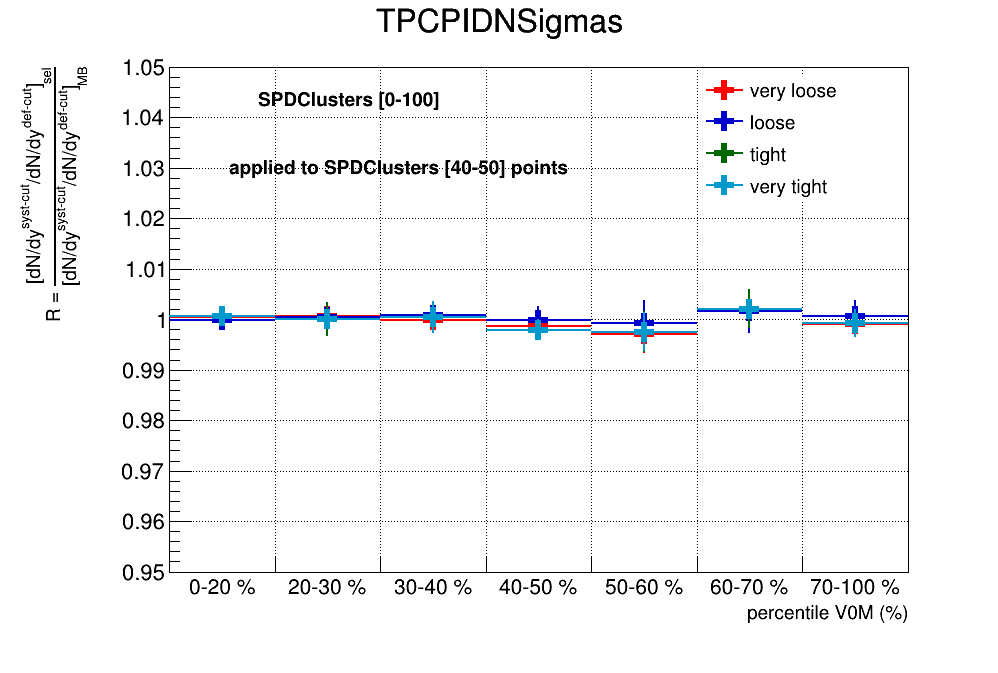 TPCPIDNSigmas
R = [dN/dy^syst-cut/dN/dy^def-cut]_sel
[dN/dy^syst-cut/dN/dy^def-cut]_MB
1.05
1.04
1.03
1.02
1.01
1
0.99
0.98
0.97
0.96
0.95
SPDClusters [0-100]
applied to SPDClusters [40-50] points
very loose
loose
tight
very tight
0-20 % 20-30 % 30-40 % 40-50 % 50-60 % 60-70 % 70-100 %
percentile V0M (%)